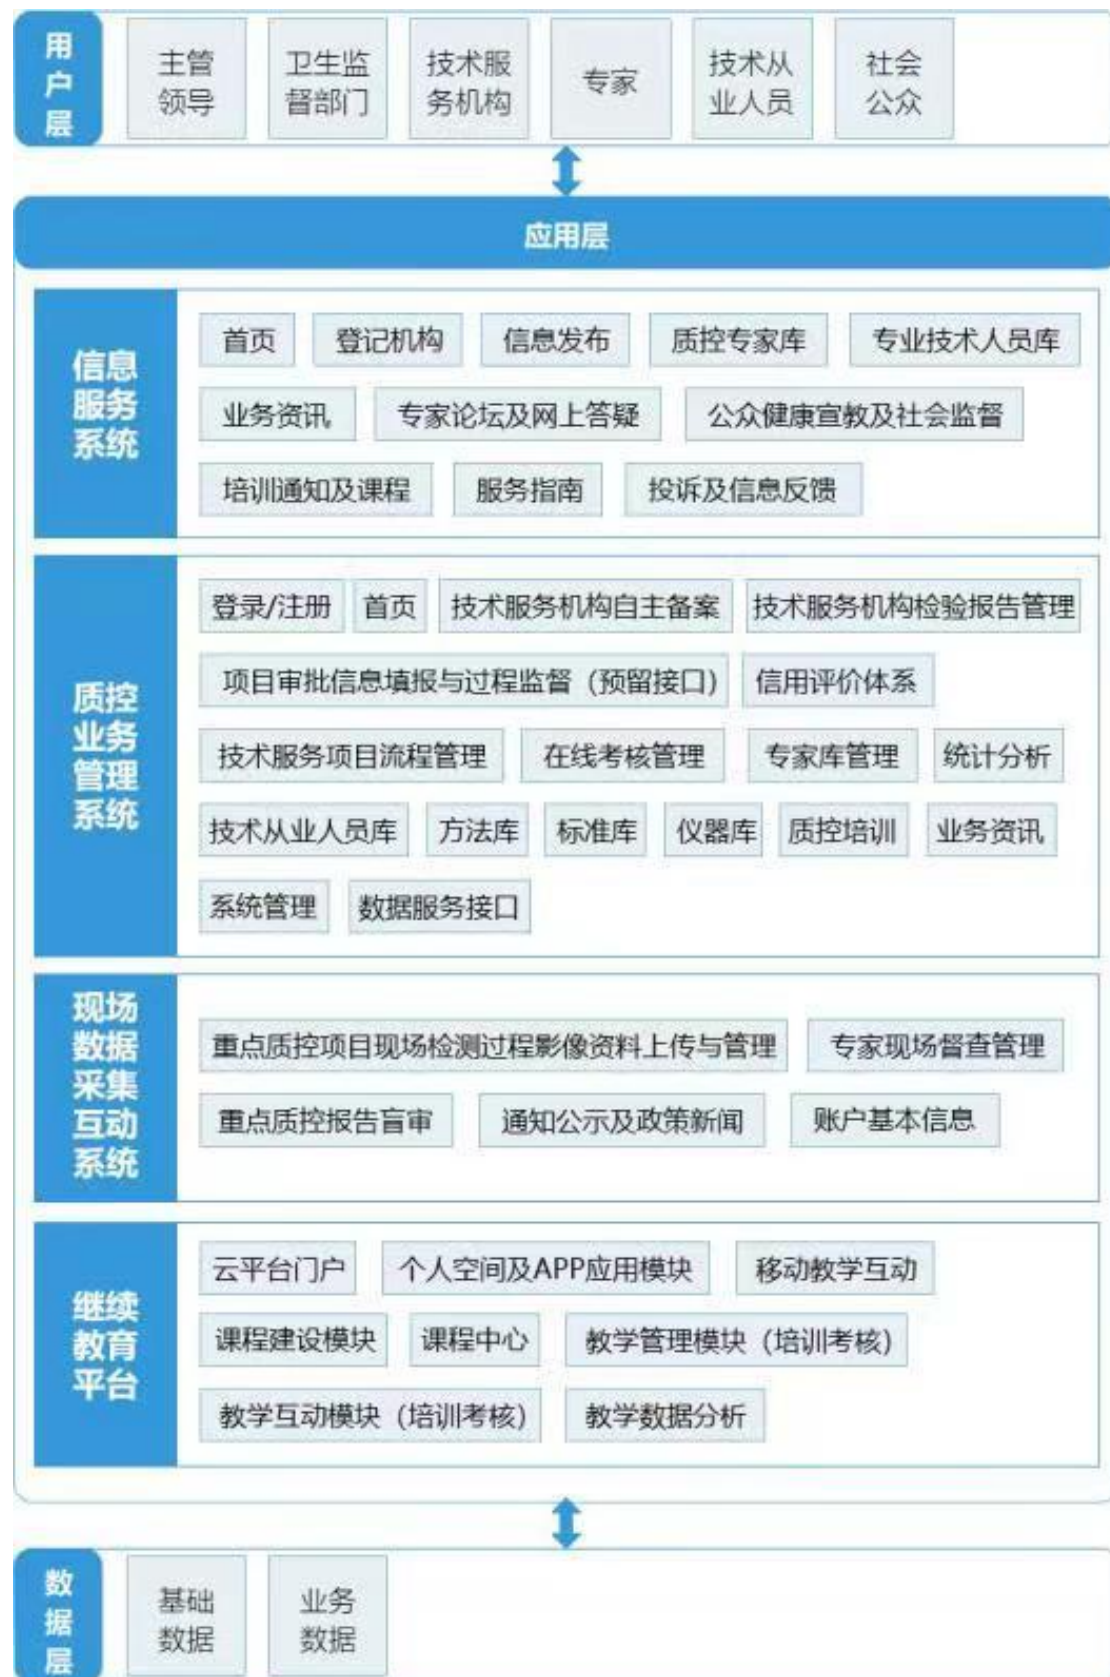 用户层
主管领导
卫生监督部门
技术服务机构
专家
技术从业人员
社会公众
应用层
信息服务系统
首页 登记机构 信息发布 质控专家库 专业技术人员库
业务资讯 专家论坛及网上答疑 公众健康宣教及社会监督
培训通知及课程 服务指南 投诉及信息反馈
质控业务管理系统
登录/注册 首页 技术服务机构自主备案 技术服务机构检验报告管理
项目审批信息填报与过程监督（预留接口） 信用评价体系
技术服务项目流程管理 在线考核管理 专家库管理 统计分析
技术从业人员库 方法库 标准库 仪器库 质控培训 业务资讯
系统管理 数据服务接口
现场数据采集互动系统
重点质控项目现场检测过程影像资料上传与管理 专家现场督查管理
重点质控报告盲审 通知公示及政策新闻 账户基本信息
继续教育平台
云平台门户 个人空间及APP应用模块 移动教学互动
课程建设模块 课程中心 教学管理模块（培训考核）
教学互动模块（培训考核） 教学数据分析
数据层
基础数据
业务数据